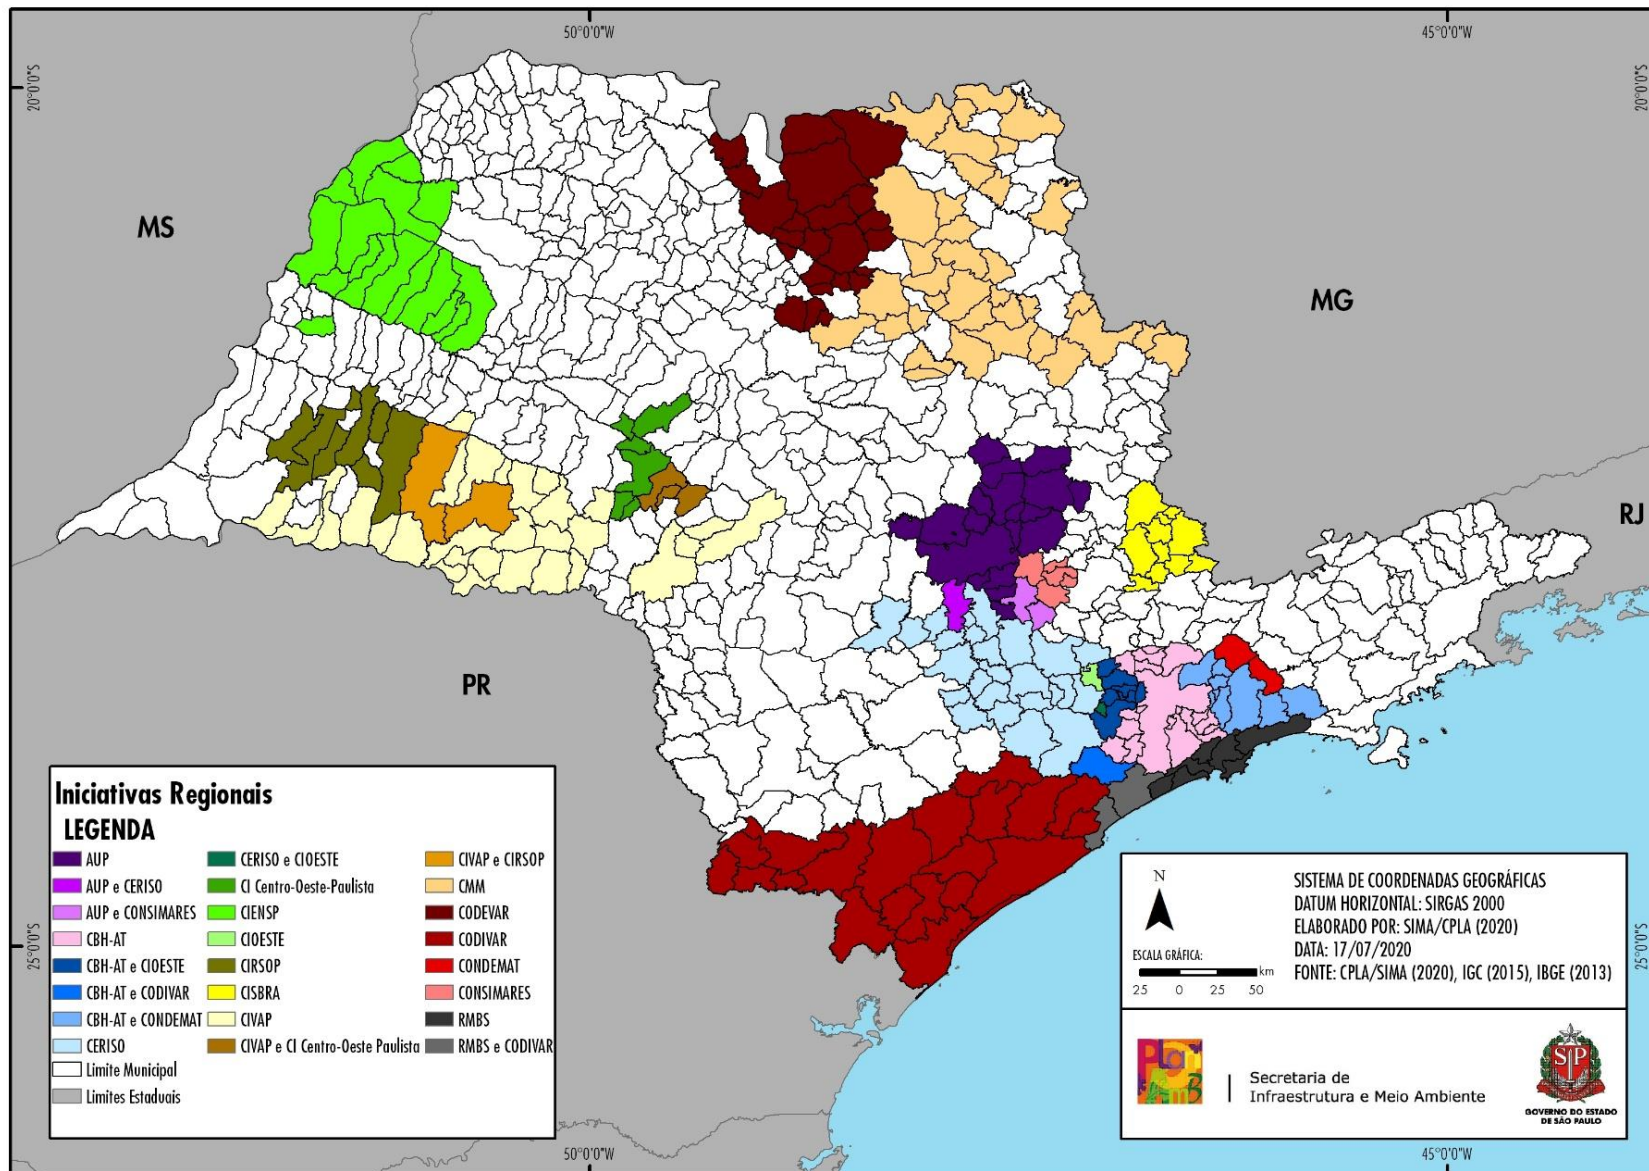 50°0'0"W
45°0'0"W
20°0'0"S
20°0'0"S
MS
MG
RJ
PR
Iniciativas Regionais
LEGENDA
AUP
AUP e CERISO
AUP e CONSIMARES
CBH-AT
CBH-AT e CIOESTE
CBH-AT e CODIVAR
CBH-AT e CONDEMAT
CERISO
Limite Municipal
Limites Estaduais
CERISO e CIOESTE
CI Centro-Oeste-Paulista
CIENSP
CIOESTE
CIRSOP
CISBRA
CIVAP
CIVAP e CI Centro-Oeste Paulista
CIVAP e CIRSOP
CMM
CODEVAR
CODIVAR
CONDEMAT
CONSIMARES
RMBS
RMBS e CODIVAR
25°0'0"S
25°0'0"S
N
ESCALA GRÁFICA:
km
25 0 25 50
SISTEMA DE COORDENADAS GEOGRÁFICAS
DATUM HORIZONTAL: SIRGAS 2000
ELABORADO POR: SIMA/CPLA (2020)
DATA: 17/07/2020
FONTE: CPLA/SIMA (2020), IGC (2015), IBGE (2013)
PLam
amB
Secretaria de
Infraestrutura e Meio Ambiente
SP
GOVERNO DO ESTADO
DE SÃO PAULO
50°0'0"W
45°0'0"W